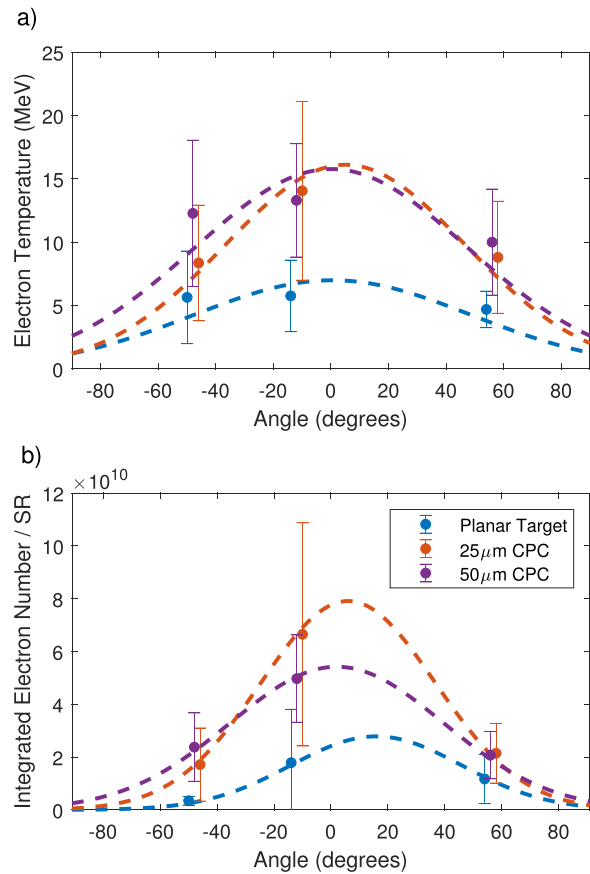 a)
25
20
15
10
5
0
Electron Temperature (MeV)
-80 -60 -40 -20 0 20 40 60 80
Angle (degrees)
b)
×10¹⁰
12
10
8
6
4
2
0
Integrated Electron Number / SR
Planar Target
25μm CPC
50μm CPC
-80 -60 -40 -20 0 20 40 60 80
Angle (degrees)